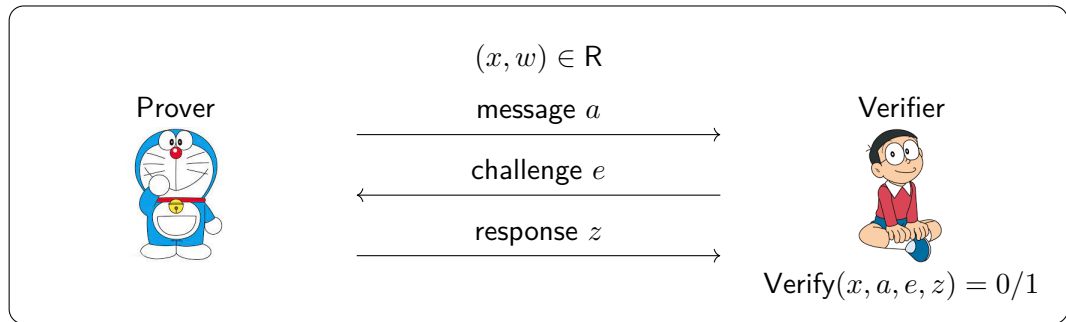 (x, w) ∈ R
Prover
message a
Verifier
challenge e
response z
Verify(x, a, e, z) = 0/1